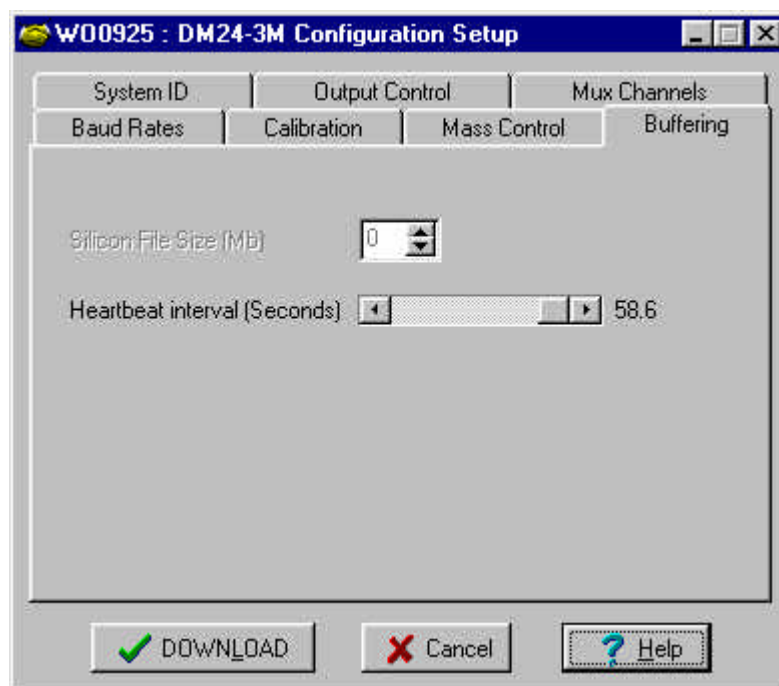 WO0925 : DM24-3M Configuration Setup
System ID
Output Control
Mux Channels
Baud Rates
Calibration
Mass Control
Buffering
Silicon File Size (Mb)
0
Heartbeat interval (Seconds)
58.6
DOWNLOAD
Cancel
Help